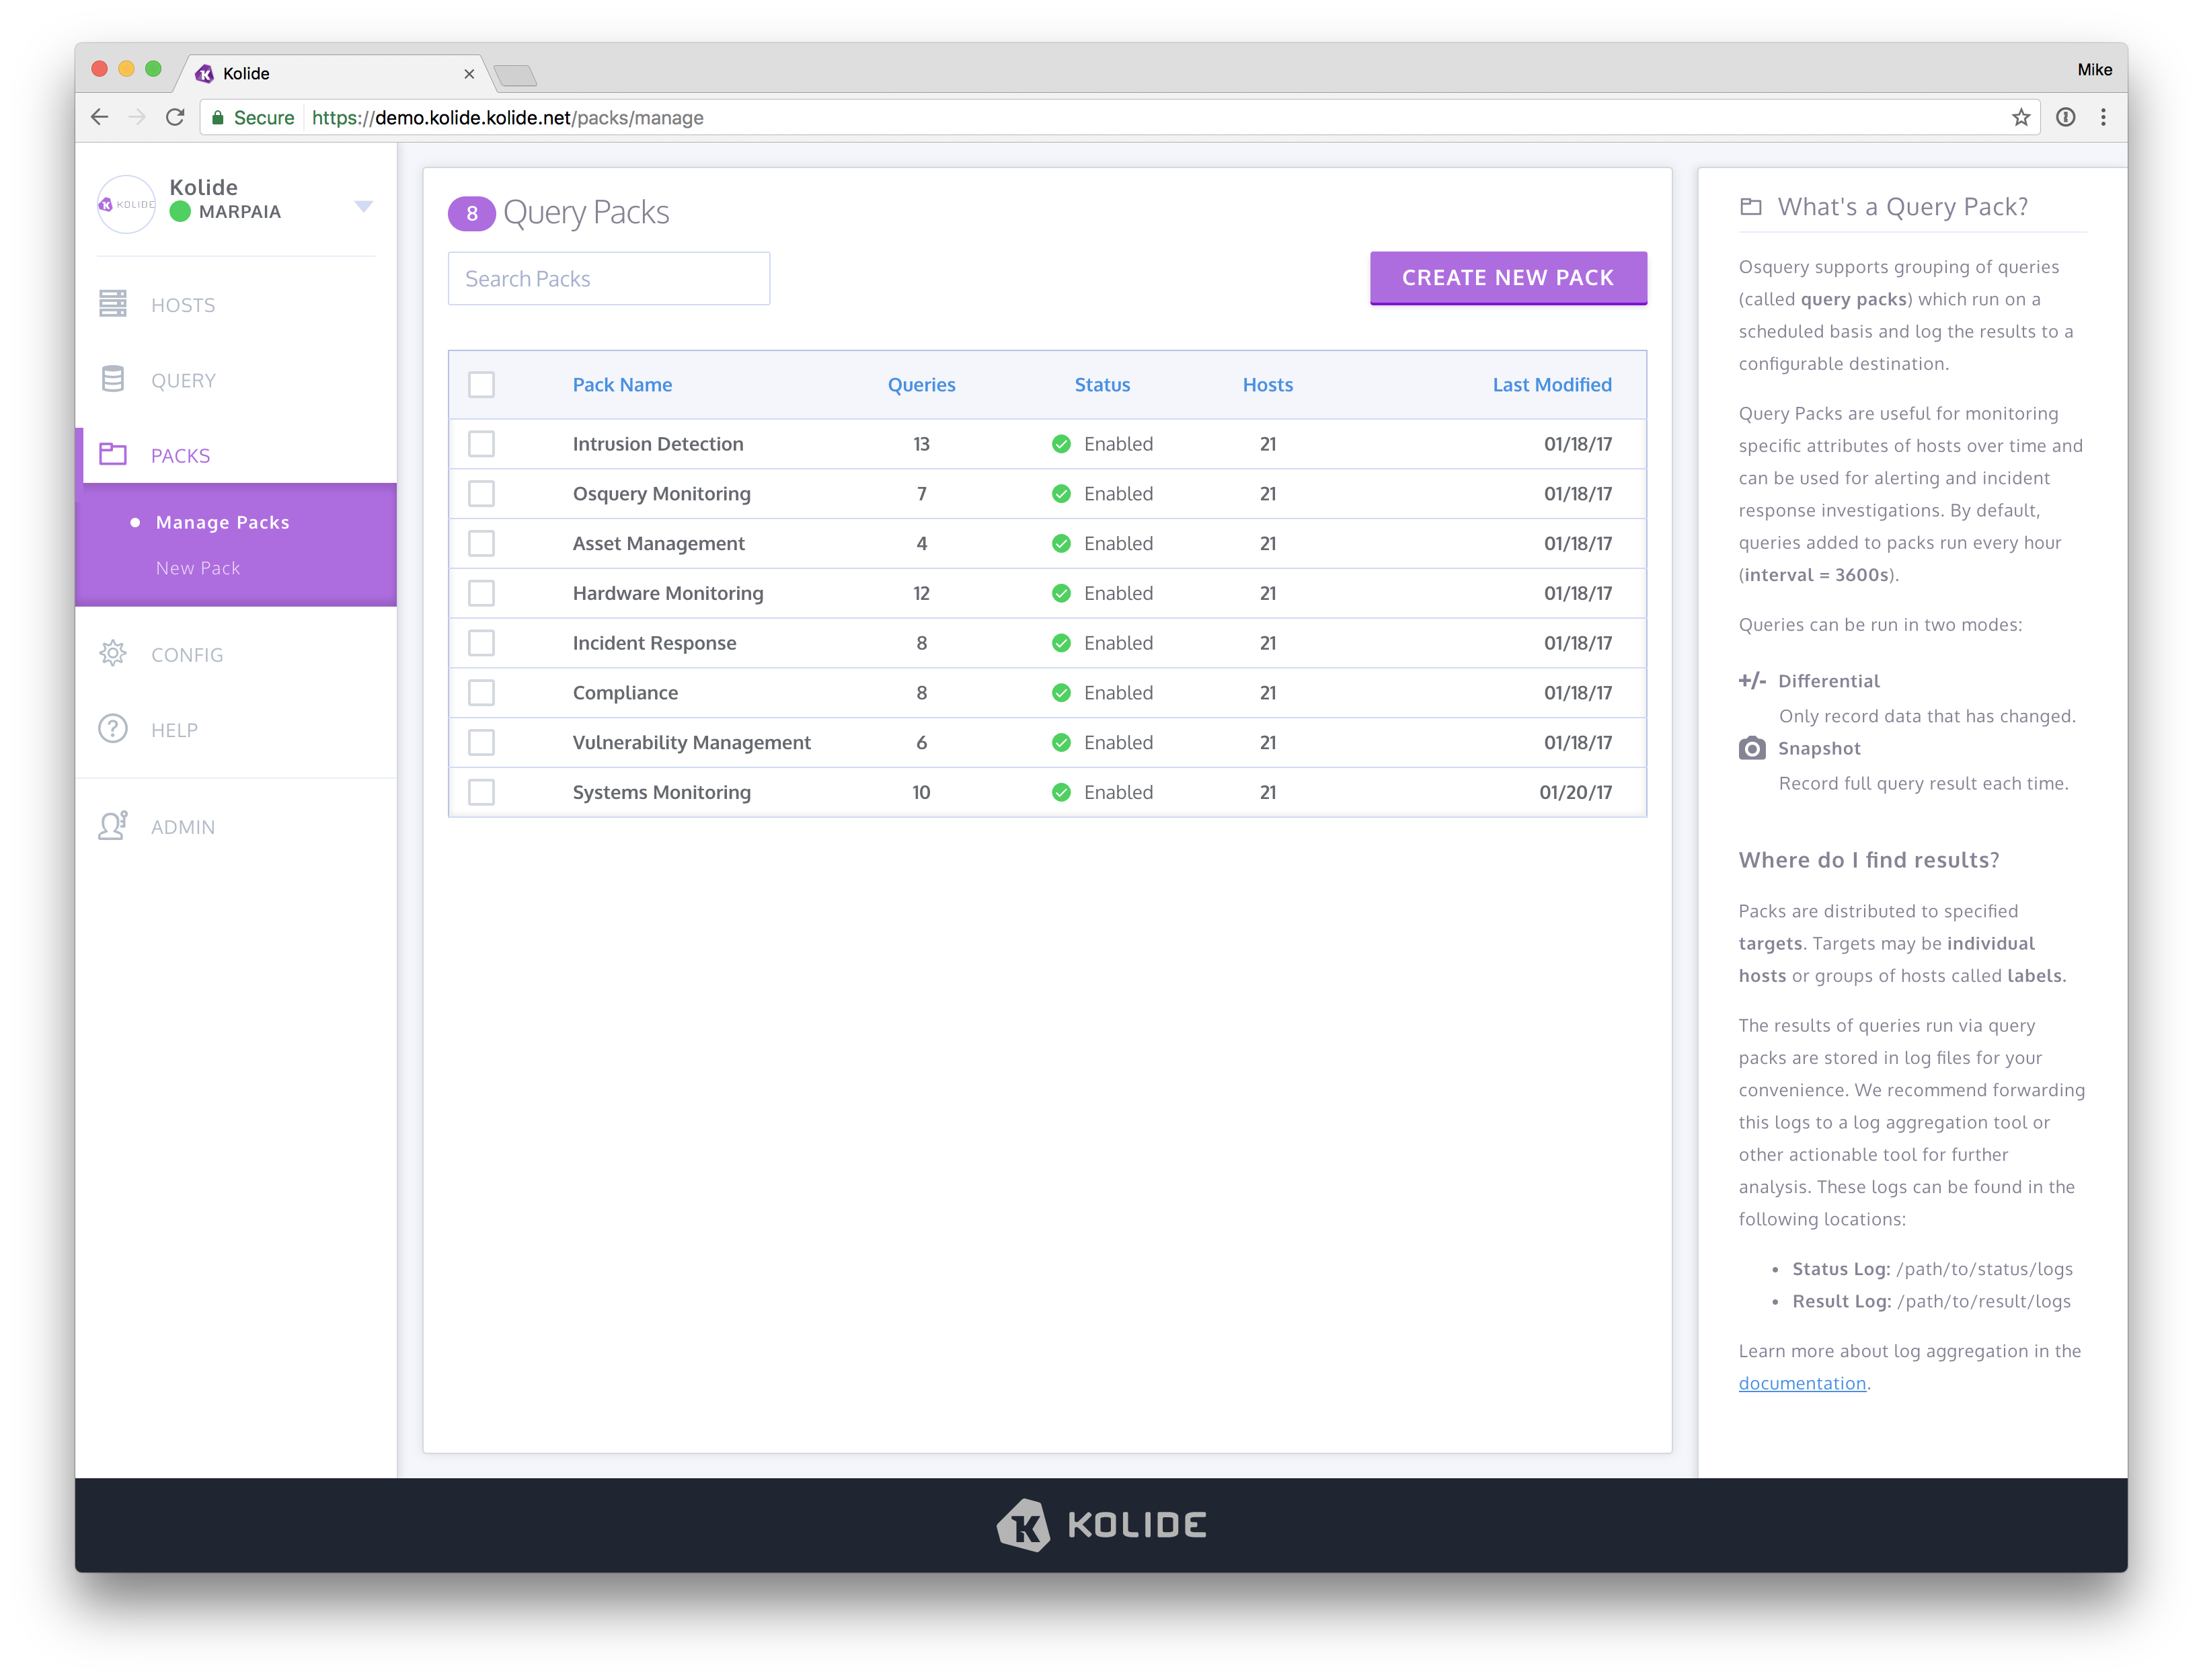 Kolide
Mike
Secure https://demo.kolide.kolide.net/packs/manage
KOLIDE
Kolide
MARPAIA
HOSTS
QUERY
PACKS
Manage Packs
New Pack
CONFIG
HELP
ADMIN
8 Query Packs
Search Packs
CREATE NEW PACK
Pack Name Queries Status Hosts Last Modified
Intrusion Detection 13 Enabled 21 01/18/17
Osquery Monitoring 7 Enabled 21 01/18/17
Asset Management 4 Enabled 21 01/18/17
Hardware Monitoring 12 Enabled 21 01/18/17
Incident Response 8 Enabled 21 01/18/17
Compliance 8 Enabled 21 01/18/17
Vulnerability Management 6 Enabled 21 01/18/17
Systems Monitoring 10 Enabled 21 01/20/17
What's a Query Pack?
Osquery supports grouping of queries
(called query packs) which run on a
scheduled basis and log the results to a
configurable destination.
Query Packs are useful for monitoring
specific attributes of hosts over time and
can be used for alerting and incident
response investigations. By default,
queries added to packs run every hour
(interval = 3600s).
Queries can be run in two modes:
+/- Differential
Only record data that has changed.
Snapshot
Record full query result each time.
Where do I find results?
Packs are distributed to specified
targets. Targets may be individual
hosts or groups of hosts called labels.
The results of queries run via query
packs are stored in log files for your
convenience. We recommend forwarding
this logs to a log aggregation tool or
other actionable tool for further
analysis. These logs can be found in the
following locations:
• Status Log: /path/to/status/logs
• Result Log: /path/to/result/logs
Learn more about log aggregation in the
documentation.
KOLIDE